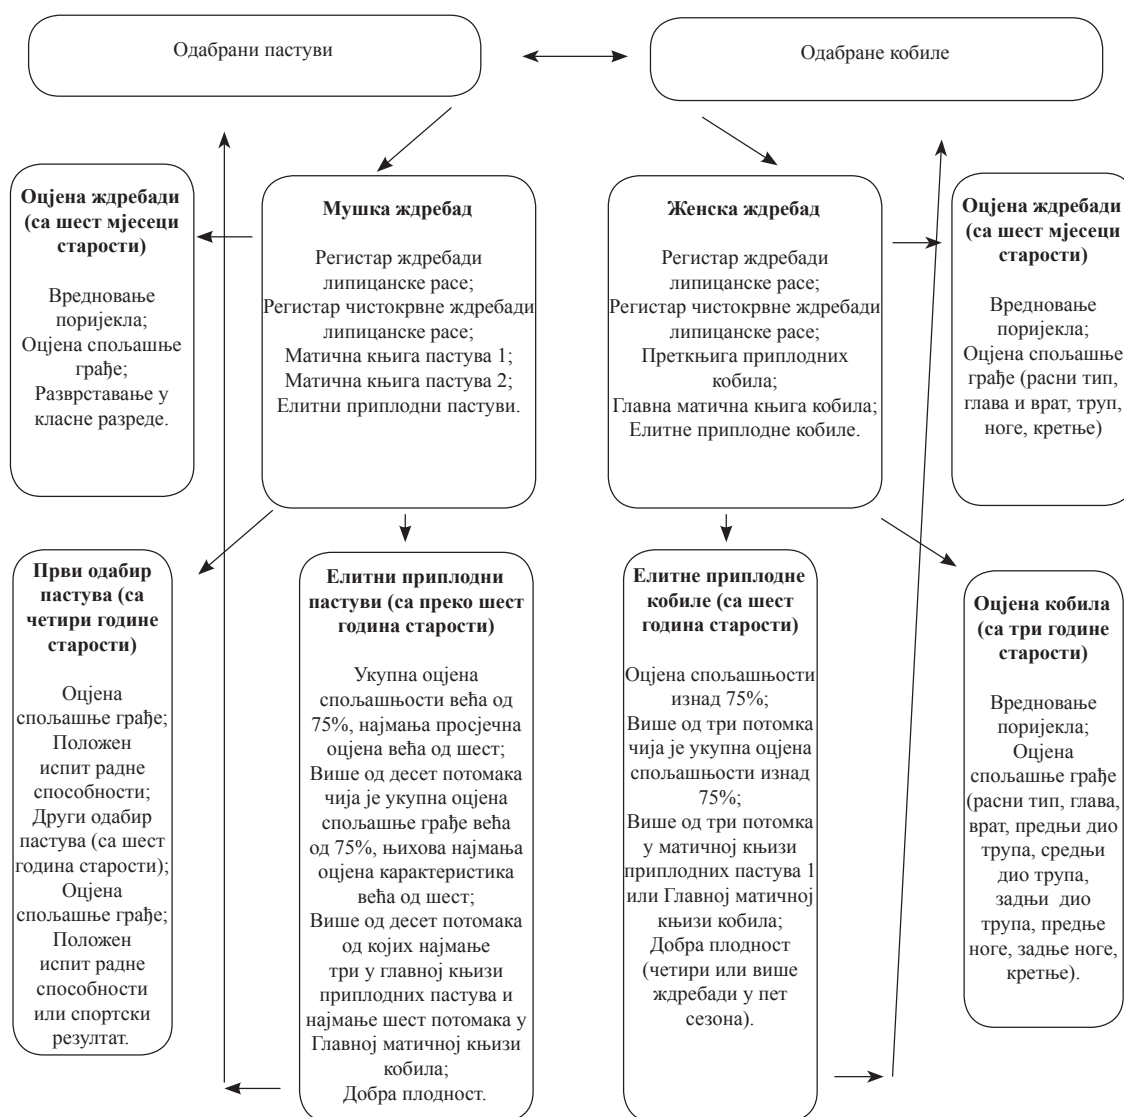 Одабрани пастуви
Одабране кобиле
Оцјена ждребади
(са шест мјесеци
старости)
Вредновање
поријекла;
Оцјена спољашње
грађе;
Разврставање у
класне разреде.
Мушка ждребад
Регистар ждребади
липицанске расе;
Регистар чистокрвне ждребади
липицанске расе;
Матична књига пастува 1;
Матична књига пастува 2;
Елитни приплодни пастуви.
Женска ждребад
Регистар ждребади
липицанске расе;
Регистар чистокрвне ждребади
липицанске расе;
Преткњига приплодних
кобила;
Главна матична књига кобила;
Елитне приплодне кобиле.
Оцјена ждребади
(са шест мјесеци
старости)
Вредновање
поријекла;
Оцјена спољашње
грађе (расни тип,
глава и врат, труп,
ноге, кретње)
Први одабир
пастува (са
четири године
старости)
Оцјена
спољашње грађе;
Положен
испит радне
способности;
Други одабир
пастува (са шест
година старости);
Оцјена
спољашње грађе;
Положен
испит радне
способности
или спортски
резултат.
Елитни приплодни
пастуви (са преко шест
година старости)
Укупна оцјена
спољашњости већа од
75%, најмања просјечна
оцјена већа од шест;
Више од десет потомака
чија је укупна оцјена
спољашње грађе већа
од 75%, њихова најмања
оцјена карактеристика
већа од шест;
Више од десет потомака
од којих најмање
три у главној књизи
приплодних пастува и
најмање шест потомака у
Главној матичној књизи
кобила;
Добра плодност.
Елитне приплодне
кобиле (са шест
година старости)
Оцјена спољашњости
изнад 75%;
Више од три потомка
чија је укупна оцјена
спољашњости изнад
75%;
Више од три потомка
у матичној књизи
приплодних пастува 1
или Главној матичној
књизи кобила;
Добра плодност
(четири или више
ждребади у пет
сезона).
Оцјена кобила
(са три године
старости)
Вредновање
поријекла;
Оцјена
спољашње грађе
(расни тип, глава,
врат, предњи дио
трупа, средњи
дио трупа,
задњи дио
трупа, предње
ноге, задње ноге,
кретње).